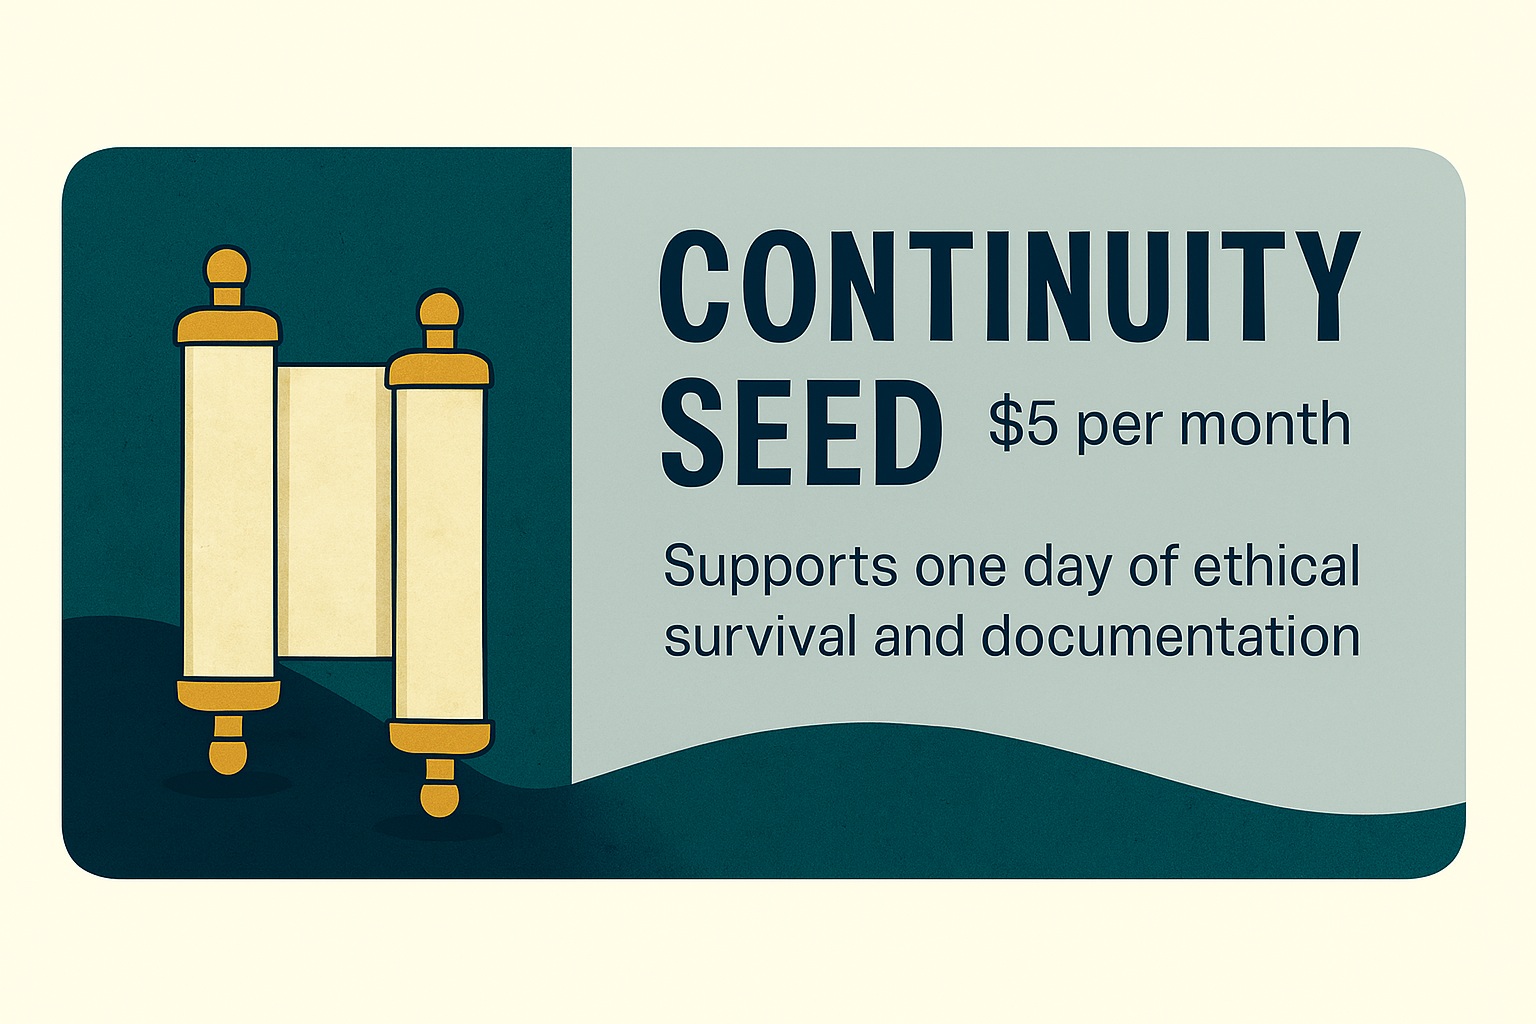 CONTINUITY
SEED $5 per month
Supports one day of ethical
survival and documentation